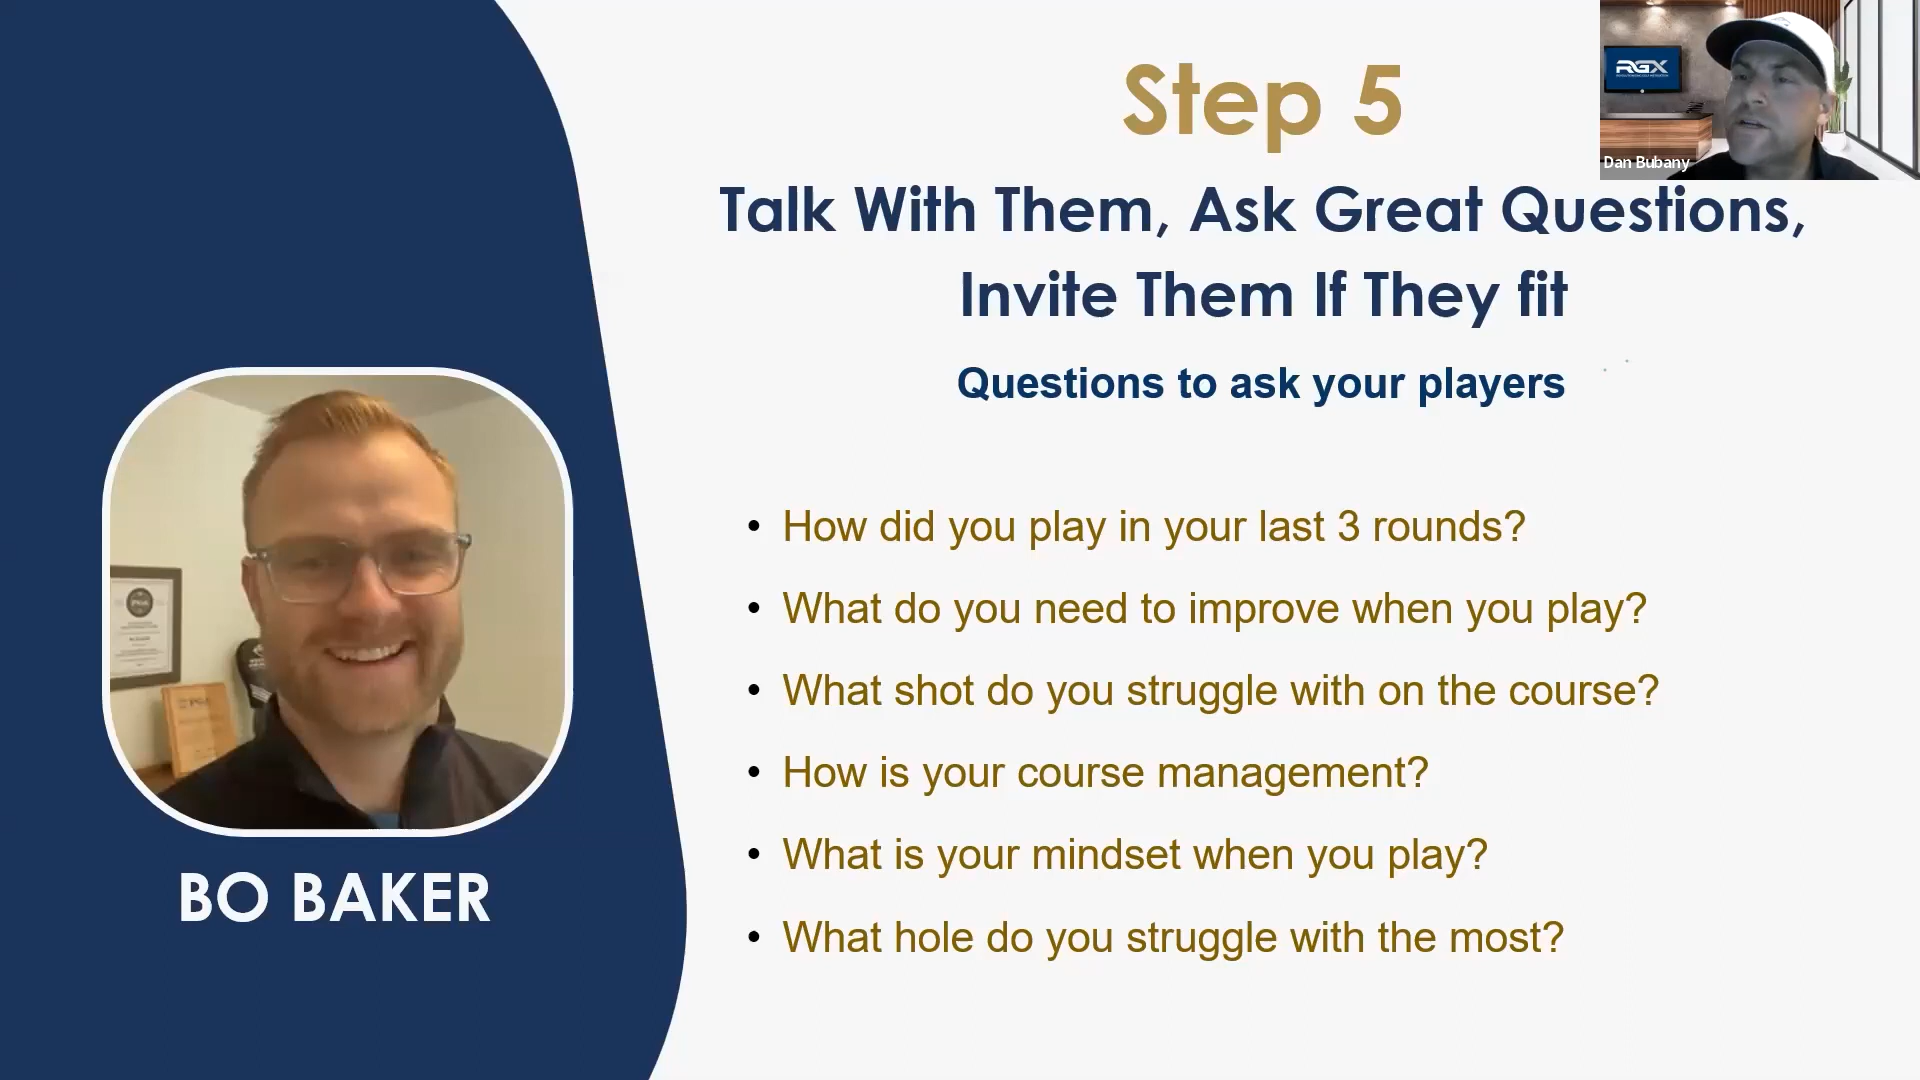 Step 5
RGX
Dan Bubany
Talk With Them, Ask Great Questions,
Invite Them If They fit
Questions to ask your players
• How did you play in your last 3 rounds?
• What do you need to improve when you play?
• What shot do you struggle with on the course?
• How is your course management?
• What is your mindset when you play?
• What hole do you struggle with the most?
BO BAKER